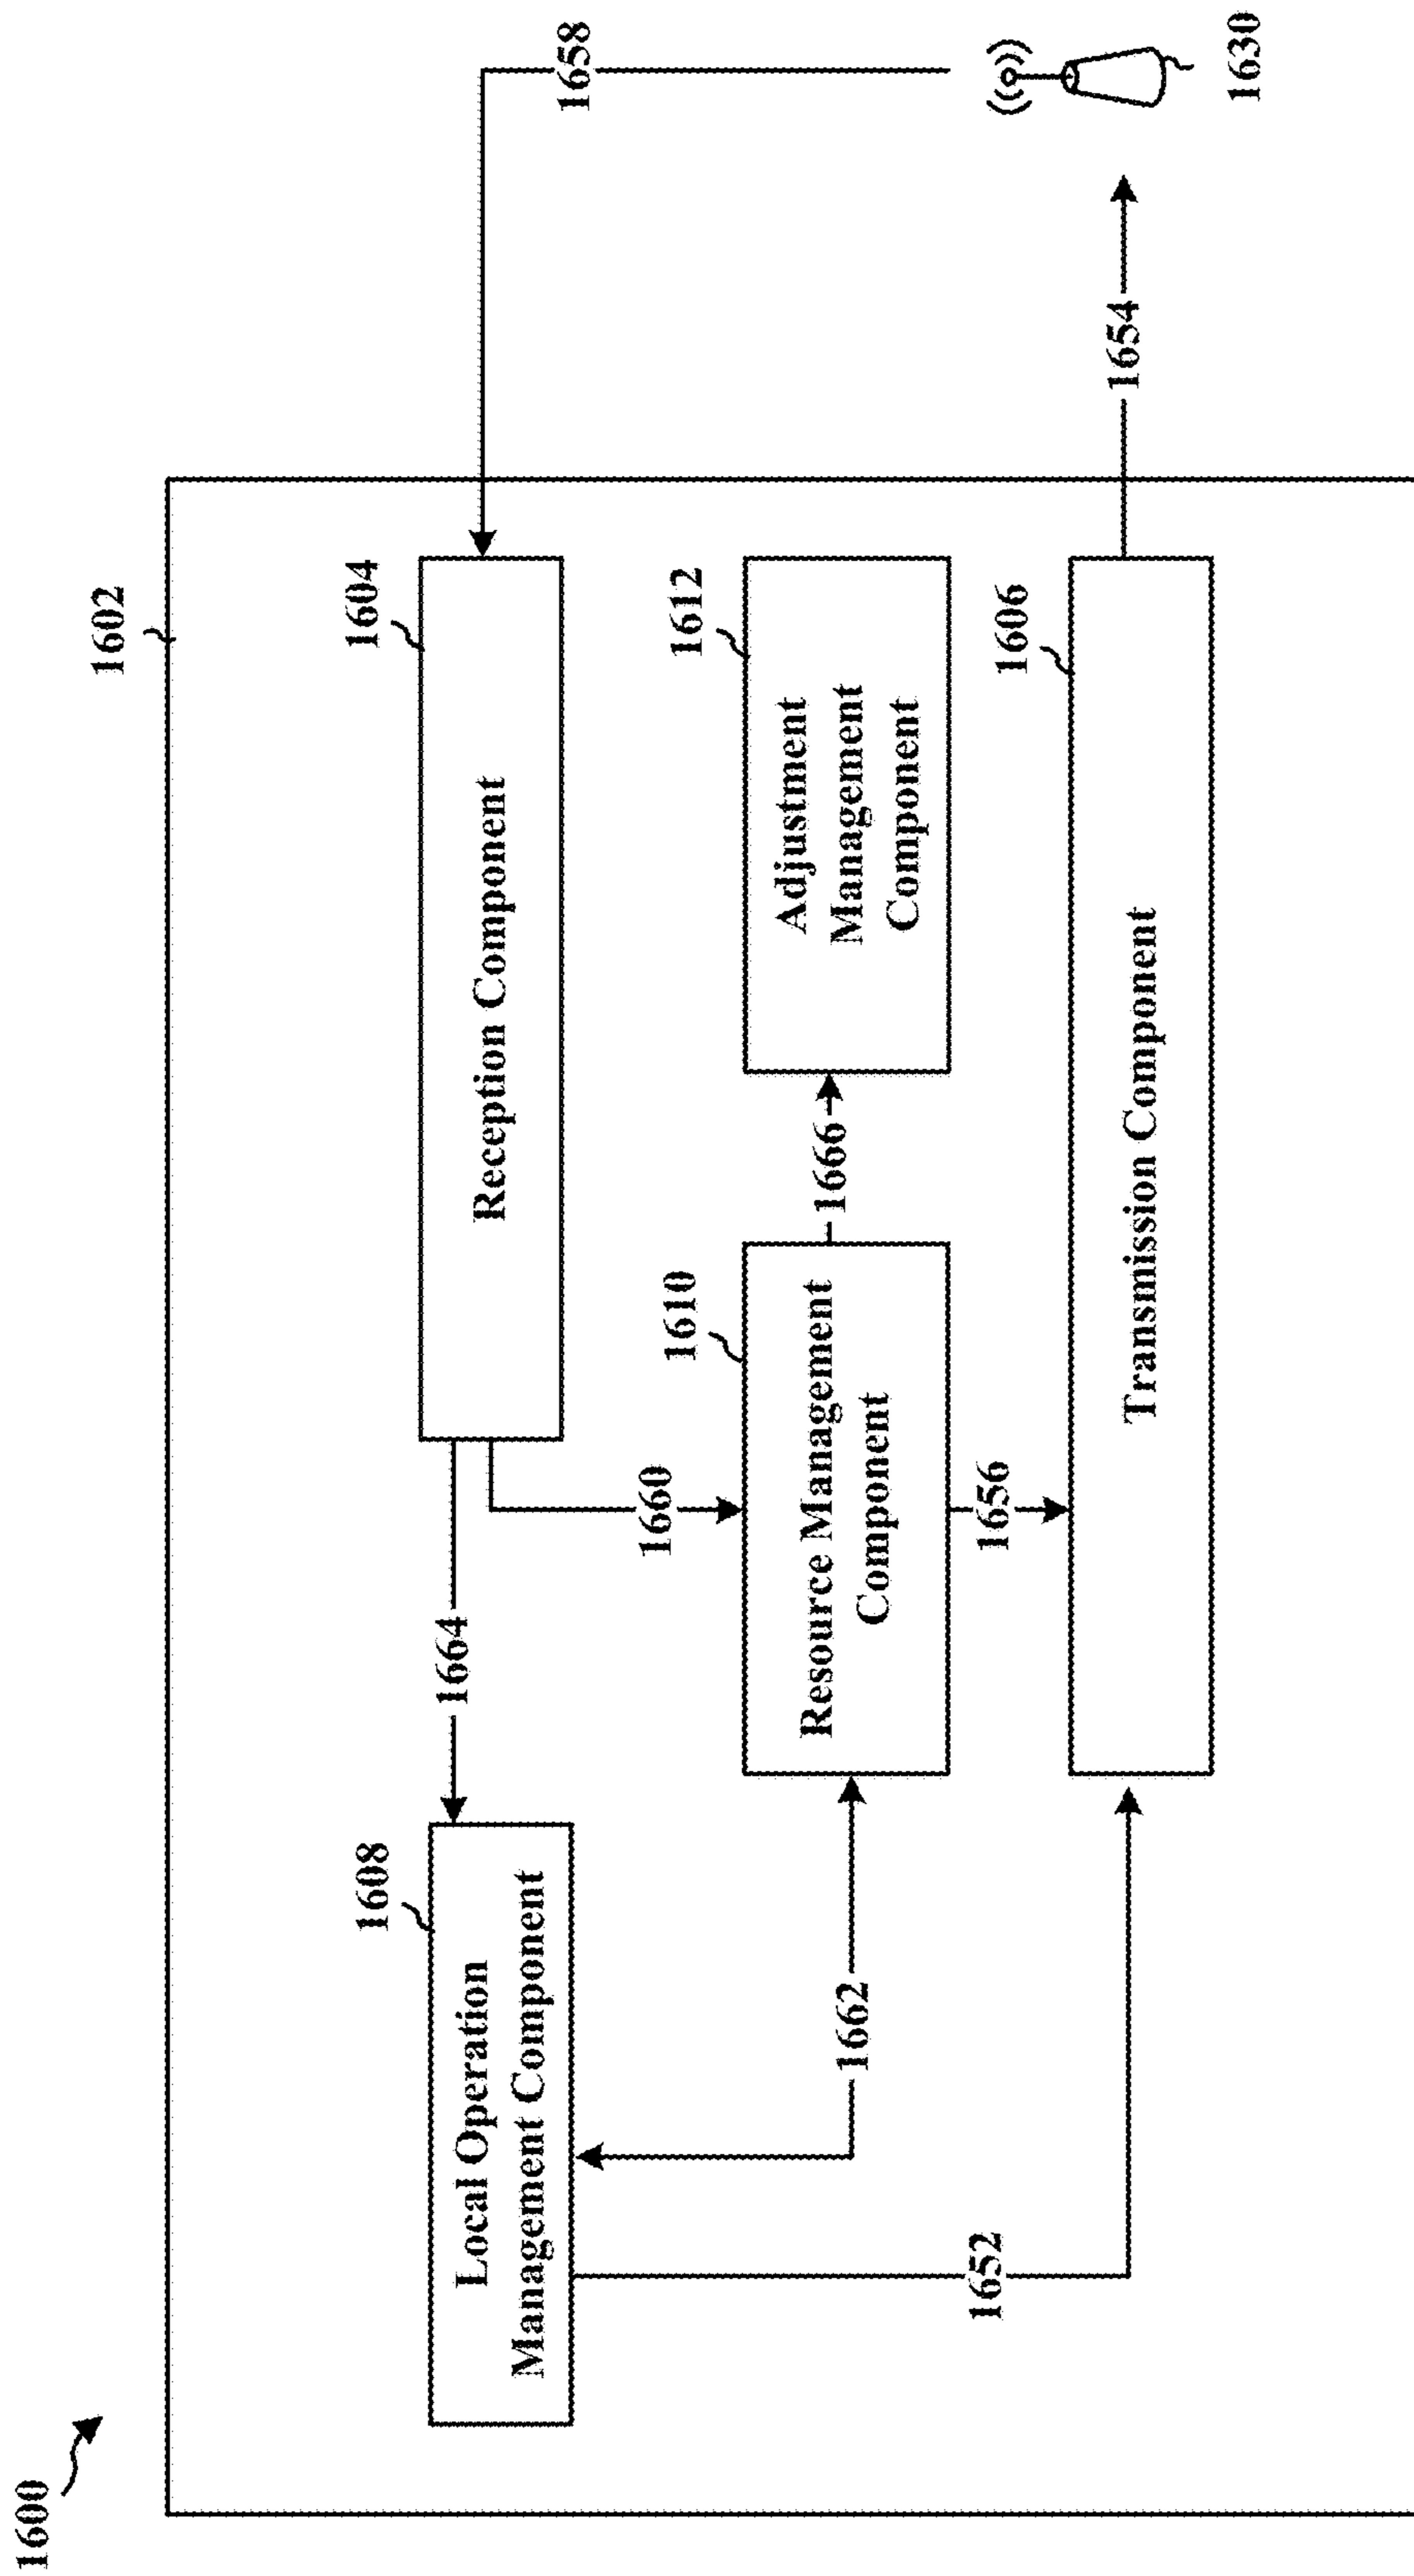 1600
1602
1604
Reception Component
1658
1608
Local Operation
Management Component
1664
1660
1610
Resource Management
Component
1666
1612
Adjustment
Management
Component
1662
1656
1606
Transmission Component
1652
1654
1630